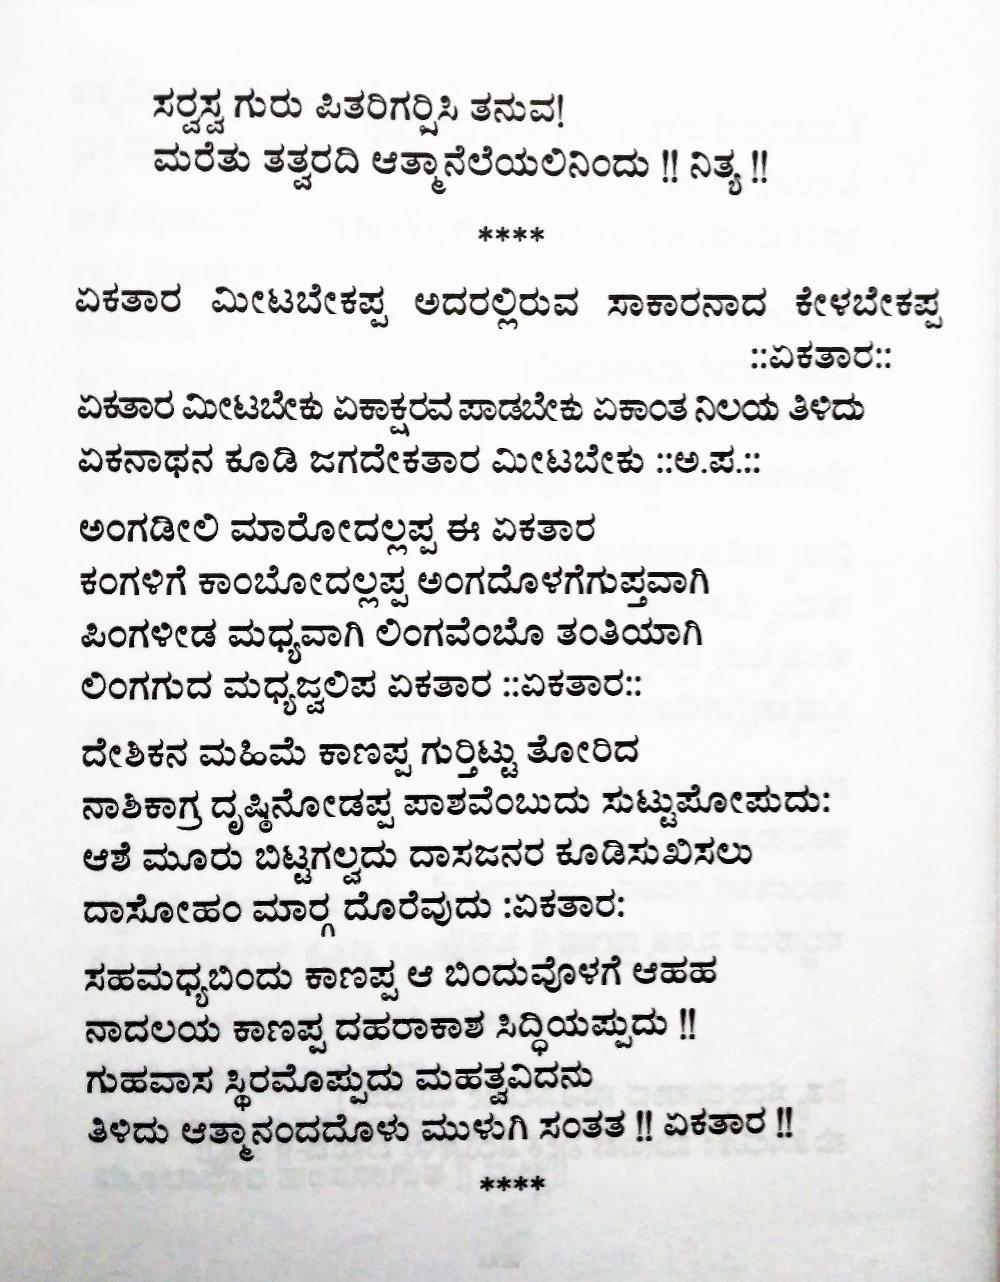 ಸರ‍್ವಸ್ವ ಗುರು ಪಿತರಿಗರ‍್ಷಿಸಿ ತನುವ!
ಮರೆತು ತತ್ವರದಿ ಆತ್ಮಾನೆಲೆಯಲಿನಿಂದು !! ನಿತ್ಯ !!
****
ಏಕತಾರ ಮೀಟಬೇಕಪ್ಪ ಅದರಲ್ಲಿರುವ ಸಾಕಾರನಾದ ಕೇಳಬೇಕಪ್ಪ
::ಏಕತಾರ::
ಏಕತಾರ ಮೀಟಬೇಕು ಏಕಾಕ್ಷರವ ಪಾಡಬೇಕು ಏಕಾಂತ ನಿಲಯ ತಿಳಿದು
ಏಕನಾಥನ ಕೂಡಿ ಜಗದೇಕತಾರ ಮೀಟಬೇಕು ::ಅ.ಪ.::
ಅಂಗಡೀಲಿ ಮಾರೋದಲ್ಲಪ್ಪ ಈ ಏಕತಾರ
ಕಂಗಳಿಗೆ ಕಾಂಬೋದಲ್ಲಪ್ಪ ಅಂಗದೊಳಗೆಗುಪ್ತವಾಗಿ
ಪಿಂಗಳೀಡ ಮಧ್ಯವಾಗಿ ಲಿಂಗವೆಂಬೊ ತಂತಿಯಾಗಿ
ಲಿಂಗಗುದ ಮಧ್ಯಜ್ವಲಿಪ ಏಕತಾರ ::ಏಕತಾರ::
ದೇಶಿಕನ ಮಹಿಮೆ ಕಾಣಪ್ಪ ಗುರ‍್ತಿಟ್ಟು ತೋರಿದ
ನಾಶಿಕಾಗ್ರ ದೃಷ್ಠಿನೋಡಪ್ಪ ಪಾಶವೆಂಬುದು ಸುಟ್ಟುಪೋಪುದು:
ಆಶೆ ಮೂರು ಬಿಟ್ಟಗಲ್ವದು ದಾಸಜನರ ಕೂಡಿಸುಖಿಸಲು
ದಾಸೋಹಂ ಮಾರ‍್ಗ ದೊರೆವುದು :ಏಕತಾರ:
ಸಹಮಧ್ಯಬಿಂದು ಕಾಣಪ್ಪ ಆ ಬಿಂದುವೊಳಗೆ ಆಹಹ
ನಾದಲಯ ಕಾಣಪ್ಪ ದಹರಾಕಾಶ ಸಿದ್ಧಿಯಪ್ಪುದು !!
ಗುಹವಾಸ ಸ್ಥಿರಮೊಪ್ಪುದು ಮಹತ್ವವಿದನು
ತಿಳಿದು ಆತ್ಮಾನಂದದೊಳು ಮುಳುಗಿ ಸಂತತ !! ಏಕತಾರ !!
****